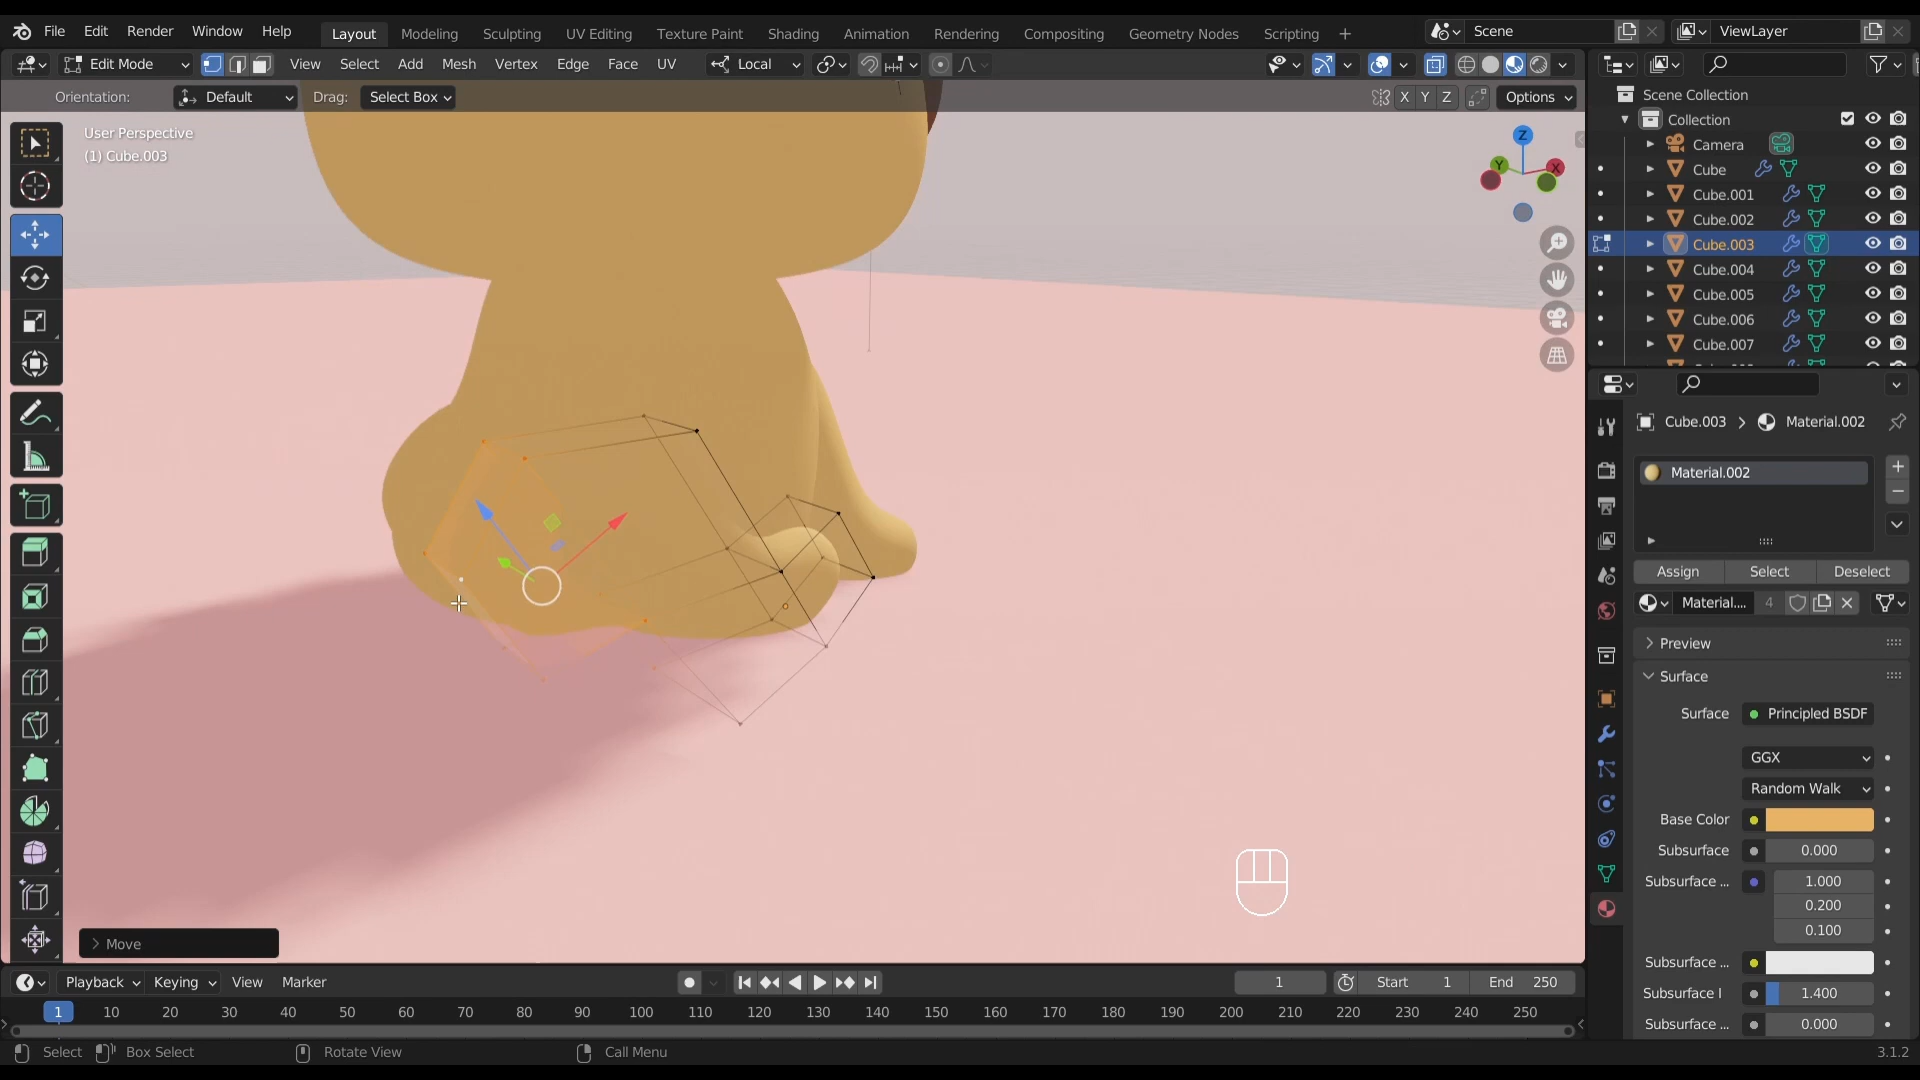 File Edit Render Window Help Layout Modeling Sculpting UV Editing Texture Paint Shading Animation Rendering Compositing Geometry Nodes Scripting + Scene ViewLayer
Edit Mode View Select Add Mesh Vertex Edge Face UV Local
Orientation: Default Drag: Select Box X Y Z Options
User Perspective
(1) Cube.003
Z
Y
X
Scene Collection
Collection
Camera
Cube
Cube.001
Cube.002
Cube.003
Cube.004
Cube.005
Cube.006
Cube.007
Cube.003 > Material.002
Material.002
Assign Select Deselect
Material.... 4
Preview
Surface
Surface Principled BSDF
GGX
Random Walk
Base Color
Subsurface 0.000
Subsurface ... 1.000
0.200
0.100
Subsurface ...
Subsurface I 1.400
Subsurface ... 0.000
> Move
Playback Keying View Marker 1 Start 1 End 250
1 10 20 30 40 50 60 70 80 90 100 110 120 130 140 150 160 170 180 190 200 210 220 230 240 250
Select Box Select Rotate View Call Menu 3.1.2